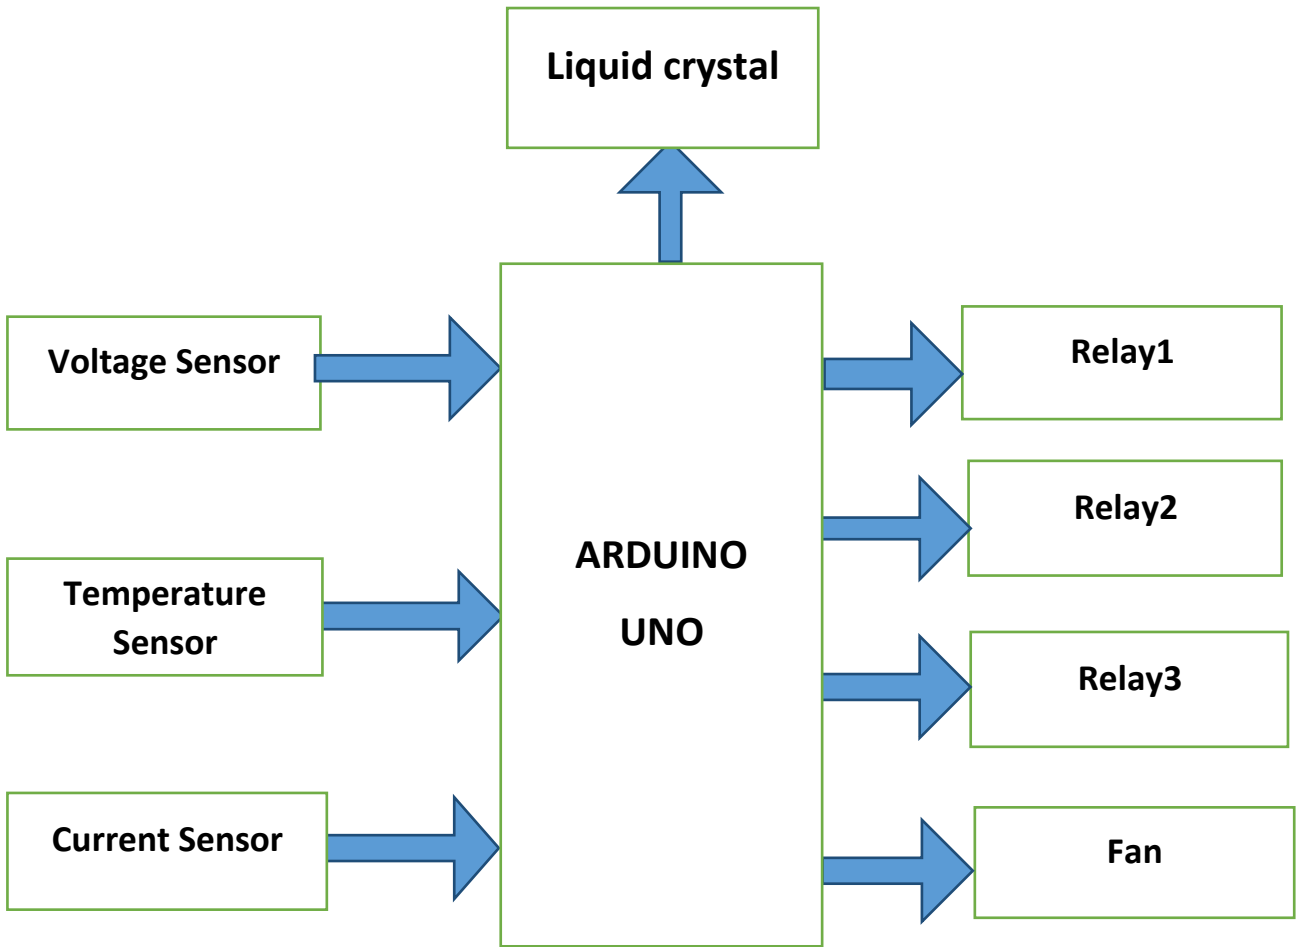 Liquid crystal
Voltage Sensor
Temperature
Sensor
Current Sensor
ARDUINO
UNO
Relay1
Relay2
Relay3
Fan